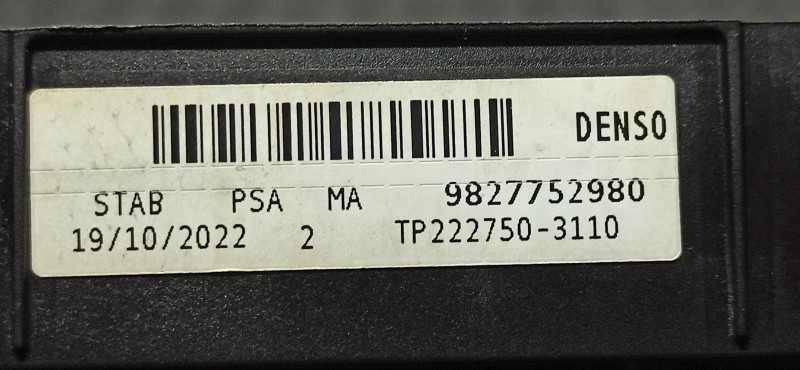 DENSO
STAB PSA MA 9827752980
19/10/2022 2 TP222750-3110